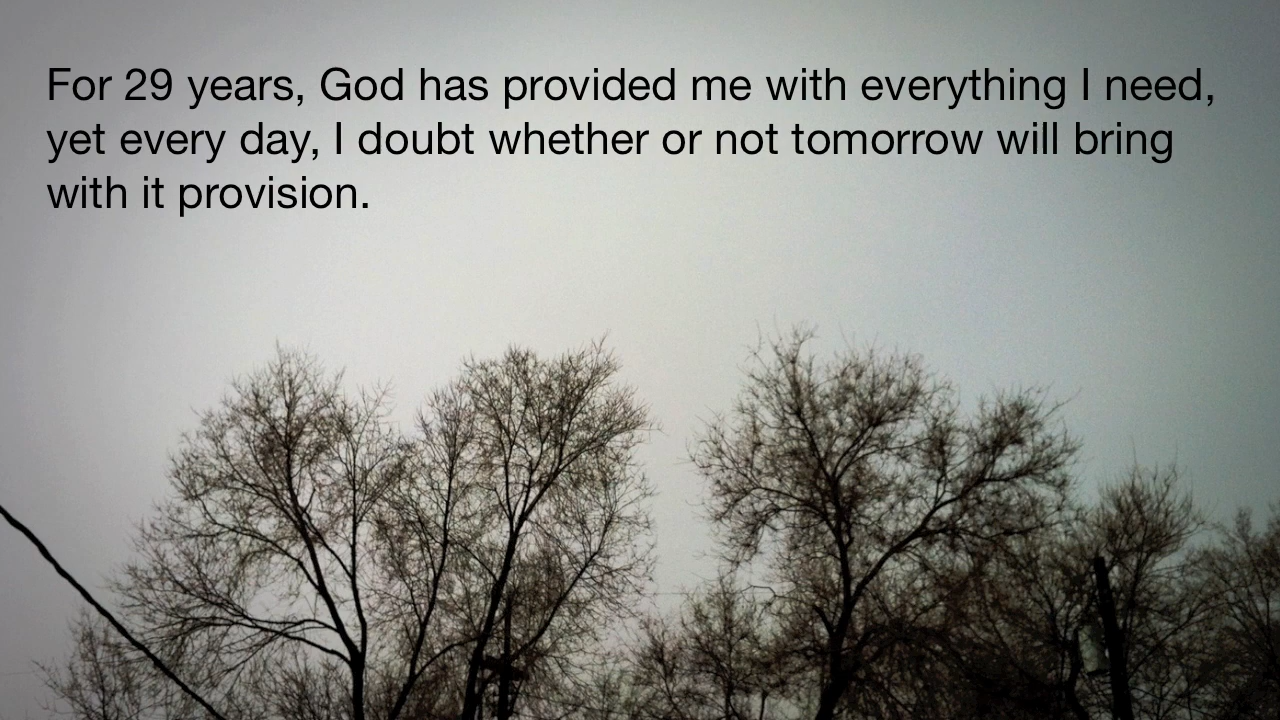 For 29 years, God has provided me with everything I need,
yet every day, I doubt whether or not tomorrow will bring
with it provision.